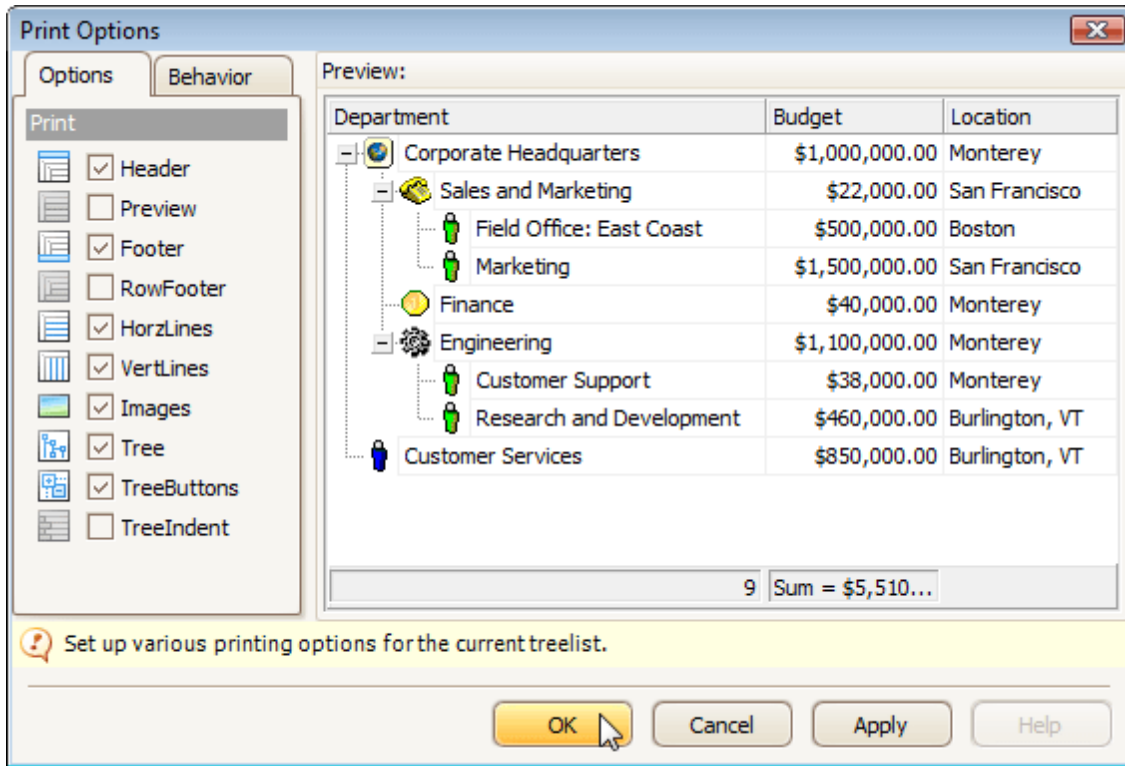 Print Options
Options Behavior
Print
Header
Preview
Footer
RowFooter
HorzLines
VertLines
Images
Tree
TreeButtons
TreeIndent
Preview:
Department Budget Location
Corporate Headquarters $1,000,000.00 Monterey
Sales and Marketing $22,000.00 San Francisco
Field Office: East Coast $500,000.00 Boston
Marketing $1,500,000.00 San Francisco
Finance $40,000.00 Monterey
Engineering $1,100,000.00 Monterey
Customer Support $38,000.00 Monterey
Research and Development $460,000.00 Burlington, VT
Customer Services $850,000.00 Burlington, VT
9 Sum = $5,510...
Set up various printing options for the current treelist.
OK Cancel Apply Help